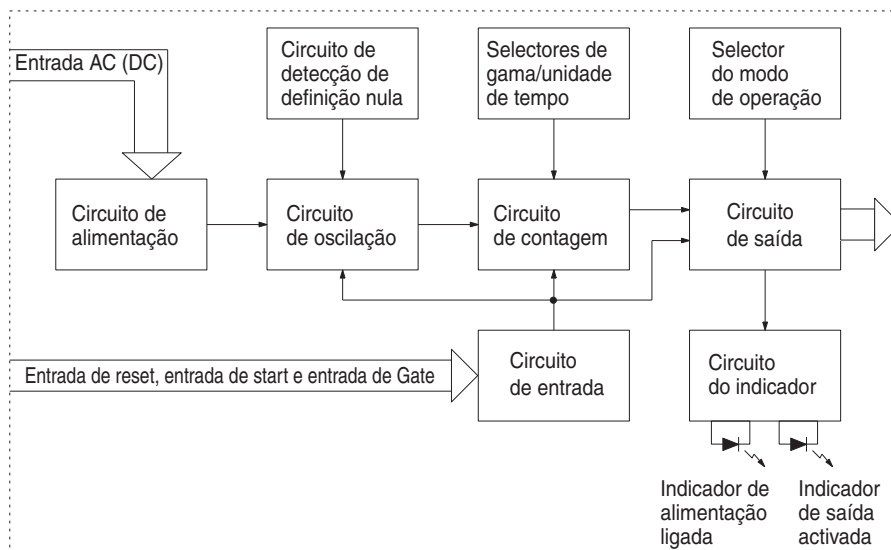 Entrada AC (DC)
Circuito de
detecção de
definição nula
Selectores de
gama/unidade
de tempo
Selector
do modo
de operação
Circuito de
alimentação
Circuito
de oscilação
Circuito
de contagem
Circuito
de saída
Entrada de reset, entrada de start e entrada de Gate
Circuito
de entrada
Circuito
do indicador
Indicador de
alimentação
ligada
Indicador
de saída
activada